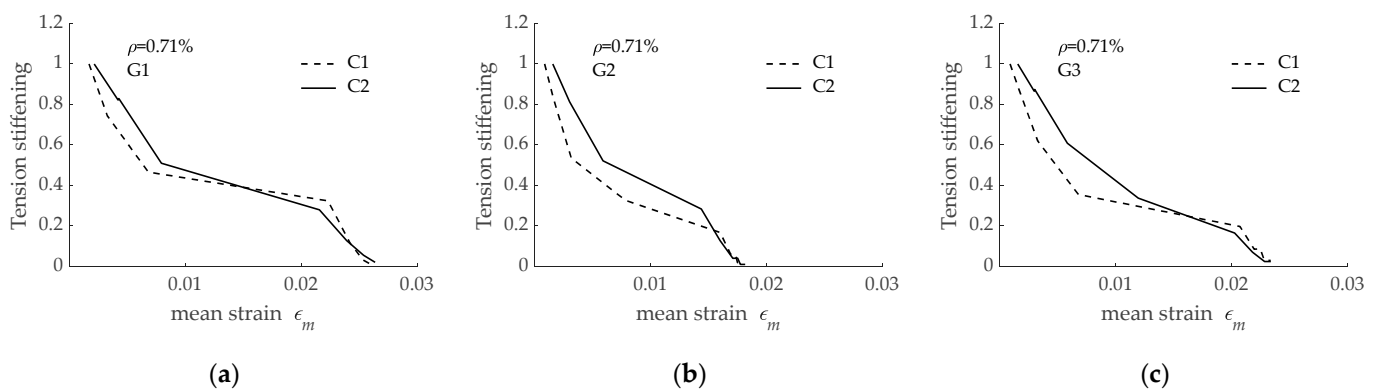 1.2
1
0.8
0.6
0.4
0.2
0
Tension stiffening
ρ=0.71%
G1
C1
C2
0.01
0.02
0.03
mean strain ϵm
(a)
1.2
1
0.8
0.6
0.4
0.2
0
Tension stiffening
ρ=0.71%
G2
C1
C2
0.01
0.02
0.03
mean strain ϵm
(b)
1.2
1
0.8
0.6
0.4
0.2
0
Tension stiffening
ρ=0.71%
G3
C1
C2
0.01
0.02
0.03
mean strain ϵm
(c)